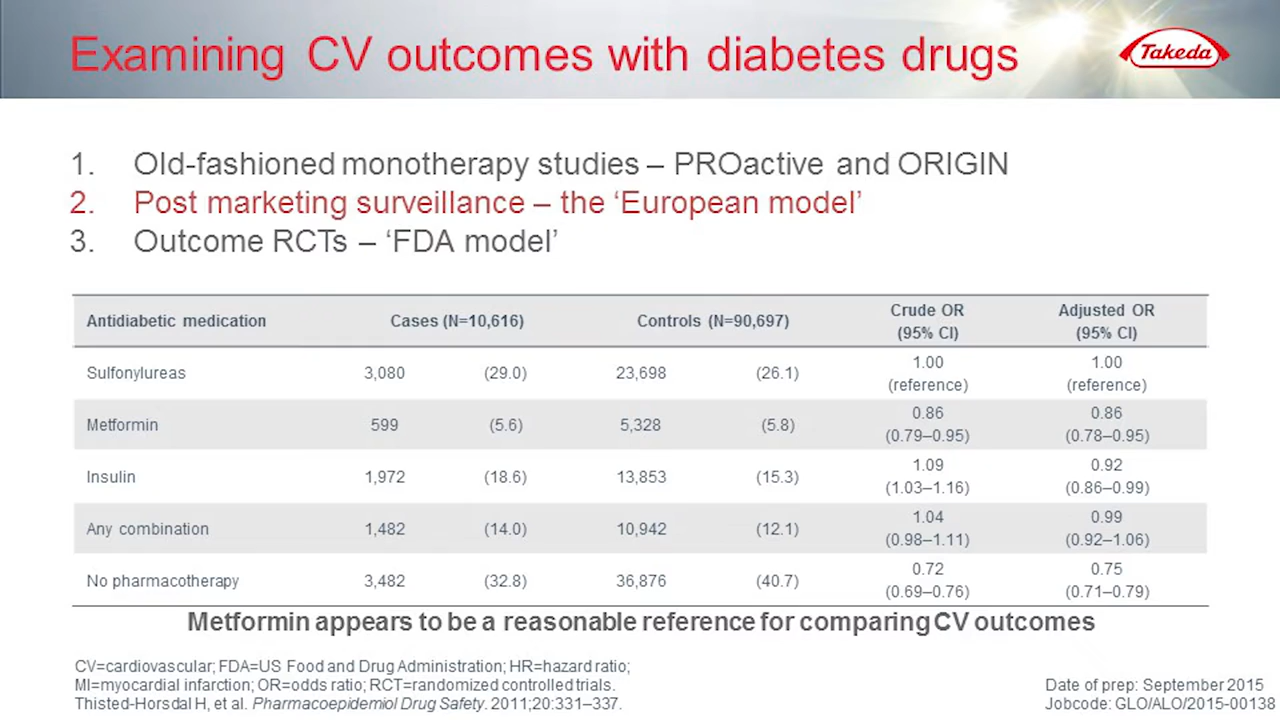 Examining CV outcomes with diabetes drugs
Takeda
1. Old-fashioned monotherapy studies – PROactive and ORIGIN
2. Post marketing surveillance – the ‘European model’
3. Outcome RCTs – ‘FDA model’
Antidiabetic medication Cases (N=10,616) Controls (N=90,697) Crude OR (95% CI) Adjusted OR (95% CI)
Sulfonylureas 3,080 (29.0) 23,698 (26.1) 1.00 (reference) 1.00 (reference)
Metformin 599 (5.6) 5,328 (5.8) 0.86 (0.79–0.95) 0.86 (0.78–0.95)
Insulin 1,972 (18.6) 13,853 (15.3) 1.09 (1.03–1.16) 0.92 (0.86–0.99)
Any combination 1,482 (14.0) 10,942 (12.1) 1.04 (0.98–1.11) 0.99 (0.92–1.06)
No pharmacotherapy 3,482 (32.8) 36,876 (40.7) 0.72 (0.69–0.76) 0.75 (0.71–0.79)
Metformin appears to be a reasonable reference for comparing CV outcomes
CV=cardiovascular; FDA=US Food and Drug Administration; HR=hazard ratio;
MI=myocardial infarction; OR=odds ratio; RCT=randomized controlled trials.
Thisted-Horsdal H, et al. Pharmacoepidemiol Drug Safety. 2011;20:331–337.
Date of prep: September 2015
Jobcode: GLO/ALO/2015-00138